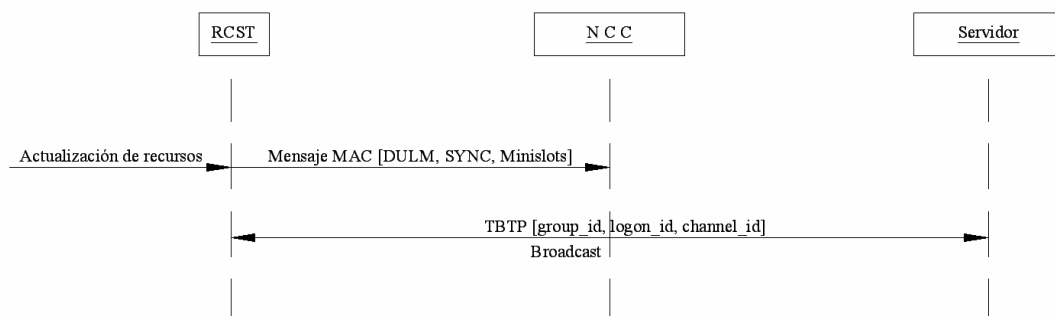 RCST
N C C
Servidor
Actualización de recursos
Mensaje MAC [DULM, SYNC, Minislots]
TBTP [group_id, logon_id, channel_id]
Broadcast